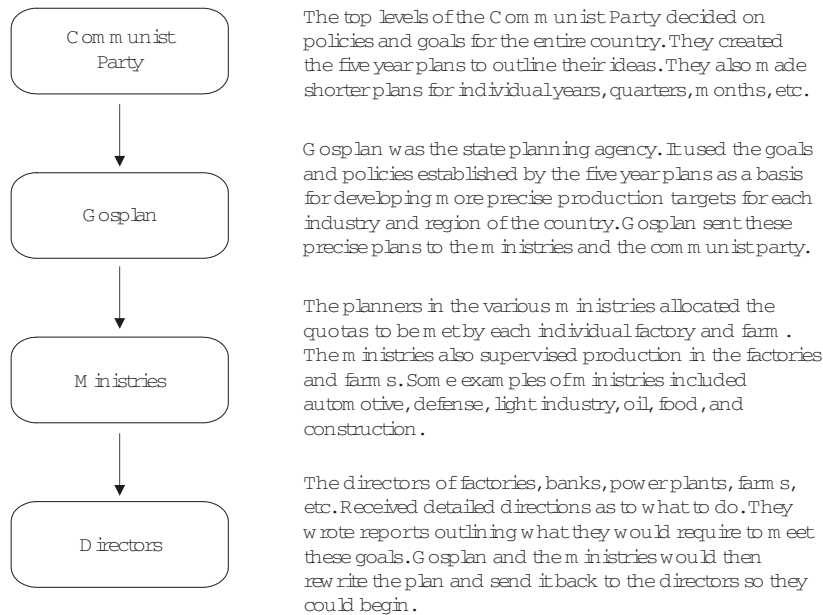 Communist
Party
The top levels of the Communist Party decided on
policies and goals for the entire country. They created
the five year plans to outline their ideas. They also made
shorter plans for individual years, quarters, months, etc.
Gosplan
Gosplan was the state planning agency. It used the goals
and policies established by the five year plans as a basis
for developing more precise production targets for each
industry and region of the country. Gosplan sent these
precise plans to the ministries and the communist party.
Ministries
The planners in the various ministries allocated the
quotas to be met by each individual factory and farm.
The ministries also supervised production in the factories
and farms. Some examples of ministries included
automotive, defense, light industry, oil, food, and
construction.
Directors
The directors of factories, banks, power plants, farms,
etc. Received detailed directions as to what to do. They
wrote reports outlining what they would require to meet
these goals. Gosplan and the ministries would then
rewrite the plan and send it back to the directors so they
could begin.